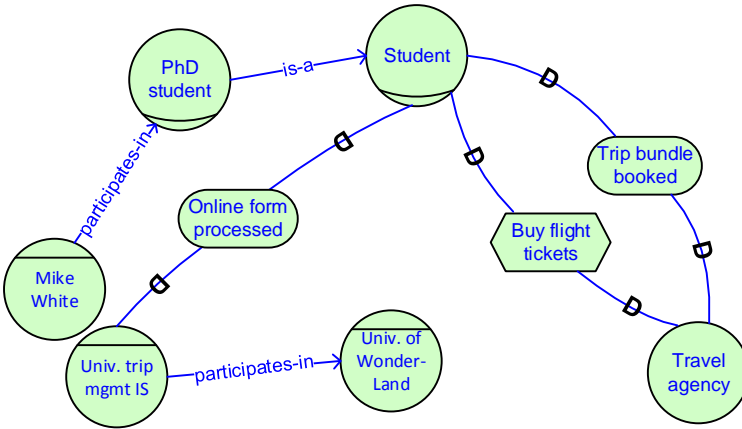 PhD
student
is-a
Student
D
D
D
participates-in
Trip bundle
booked
Online form
processed
Buy flight
tickets
D
Mike
White
D
D
Univ. trip
mgmt IS
participates-in
Univ. of
Wonder-
Land
Travel
agency